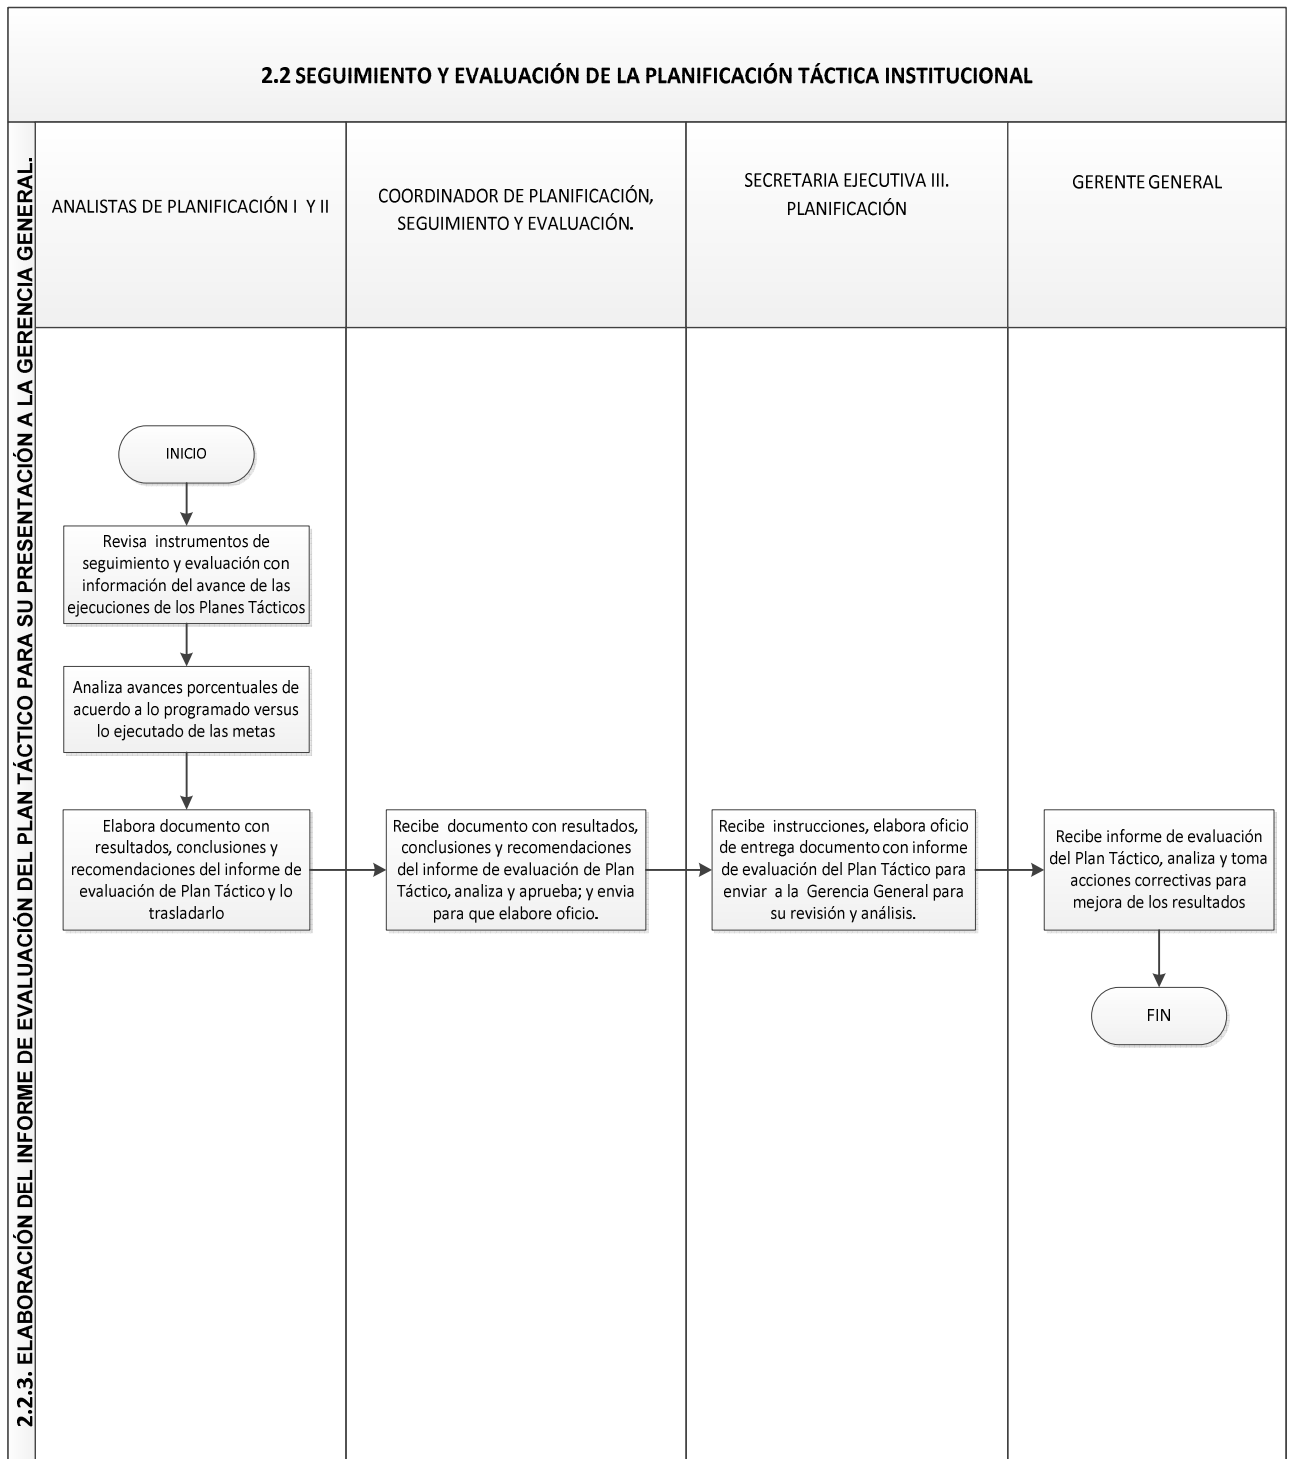 2.2 SEGUIMIENTO Y EVALUACIÓN DE LA PLANIFICACIÓN TÁCTICA INSTITUCIONAL
2.2.3. ELABORACIÓN DEL INFORME DE EVALUACIÓN DEL PLAN TÁCTICO PARA SU PRESENTACIÓN A LA GERENCIA GENERAL.
ANALISTAS DE PLANIFICACIÓN I Y II
COORDINADOR DE PLANIFICACIÓN,
SEGUIMIENTO Y EVALUACIÓN.
SECRETARIA EJECUTIVA III.
PLANIFICACIÓN
GERENTE GENERAL
INICIO
Revisa instrumentos de
seguimiento y evaluación con
información del avance de las
ejecuciones de los Planes Tácticos
Analiza avances porcentuales de
acuerdo a lo programado versus
lo ejecutado de las metas
Elabora documento con
resultados, conclusiones y
recomendaciones del informe de
evaluación de Plan Táctico y lo
trasladarlo
Recibe documento con resultados,
conclusiones y recomendaciones
del informe de evaluación de Plan
Táctico, analiza y aprueba; y envia
para que elabore oficio.
Recibe instrucciones, elabora oficio
de entrega documento con informe
de evaluación del Plan Táctico para
enviar a la Gerencia General para
su revisión y análisis.
Recibe informe de evaluación
del Plan Táctico, analiza y toma
acciones correctivas para
mejora de los resultados
FIN